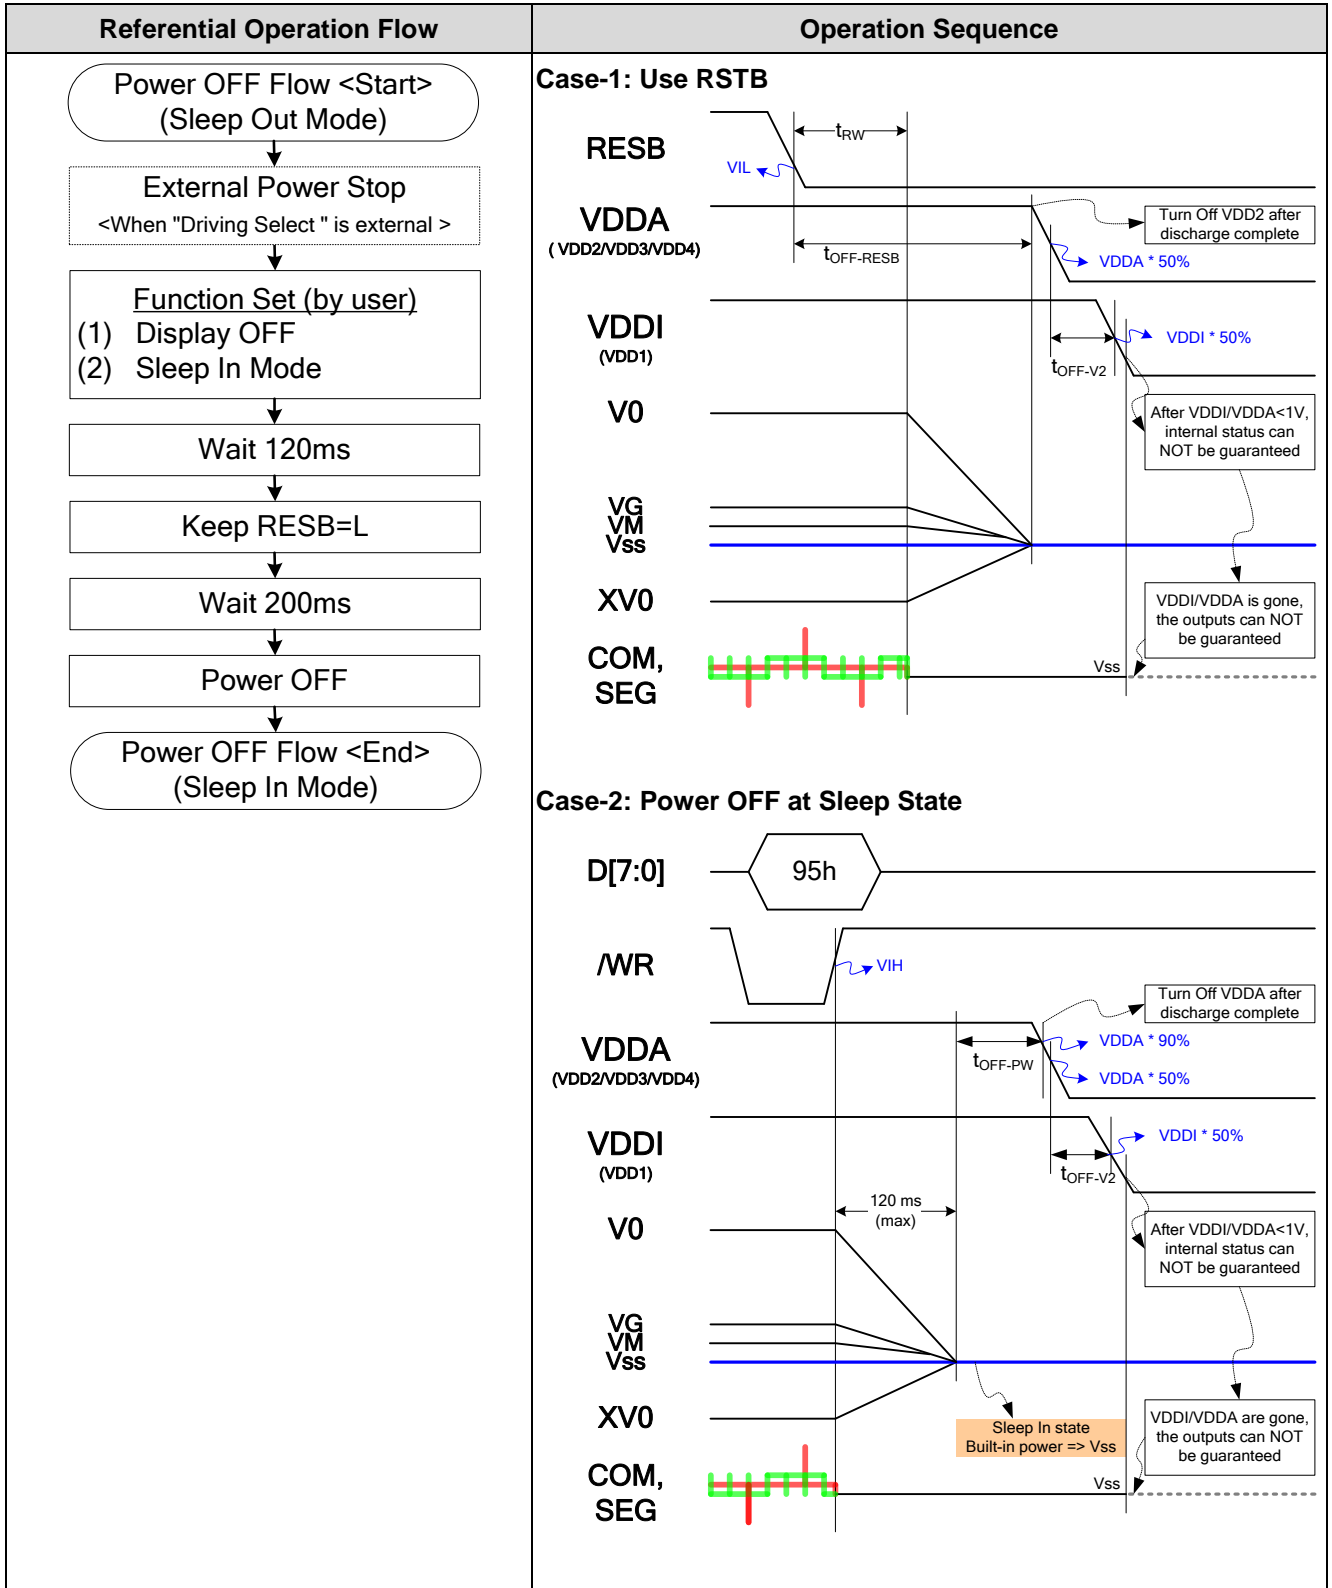 Referential Operation Flow
Operation Sequence
Power OFF Flow <Start>
(Sleep Out Mode)
External Power Stop
<When "Driving Select " is external >
Function Set (by user)
(1) Display OFF
(2) Sleep In Mode
Wait 120ms
Keep RESB=L
Wait 200ms
Power OFF
Power OFF Flow <End>
(Sleep In Mode)
Case-1: Use RSTB
RESB
tRW
VIL
VDDA
( VDD2/VDD3/VDD4)
tOFF-RESB
Turn Off VDD2 after
discharge complete
VDDA * 50%
VDDI
(VDD1)
tOFF-V2
VDDI * 50%
V0
After VDDI/VDDA<1V,
internal status can
NOT be guaranteed
VG
VM
Vss
XV0
VDDI/VDDA is gone,
the outputs can NOT
be guaranteed
COM,
SEG
Vss
Case-2: Power OFF at Sleep State
D[7:0]
95h
/WR
VIH
Turn Off VDDA after
discharge complete
VDDA
(VDD2/VDD3/VDD4)
tOFF-PW
VDDA * 90%
VDDA * 50%
VDDI
(VDD1)
tOFF-V2
VDDI * 50%
120 ms
(max)
V0
After VDDI/VDDA<1V,
internal status can
NOT be guaranteed
VG
VM
Vss
XV0
Sleep In state
Built-in power => Vss
VDDI/VDDA are gone,
the outputs can NOT
be guaranteed
COM,
SEG
Vss